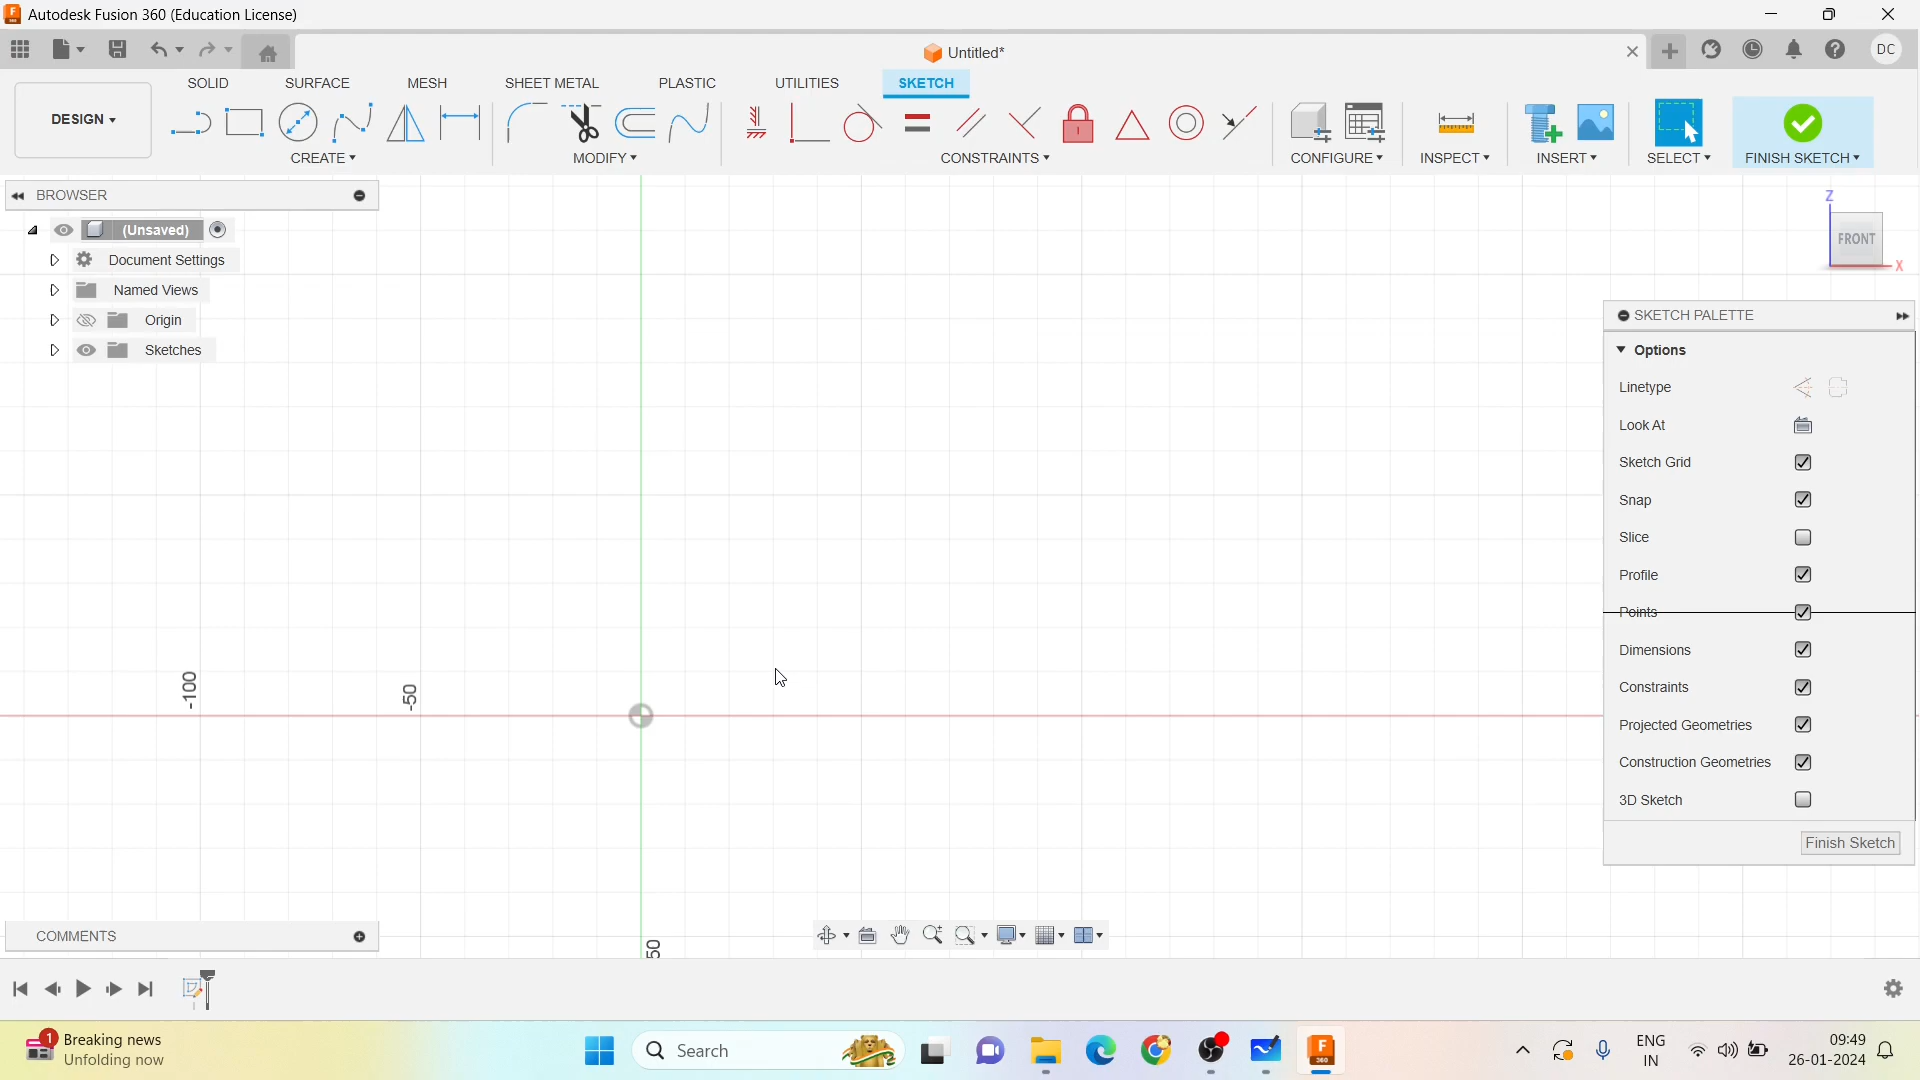 Autodesk Fusion 360 (Education License)
Untitled*
DC
SOLID SURFACE MESH SHEET METAL PLASTIC UTILITIES SKETCH
DESIGN
CREATE MODIFY CONSTRAINTS CONFIGURE INSPECT INSERT SELECT FINISH SKETCH
BROWSER
(Unsaved)
Document Settings
Named Views
Origin
Sketches
Z
FRONT
X
SKETCH PALETTE
Options
Linetype
Look At
Sketch Grid
Snap
Slice
Profile
Points
Dimensions
Constraints
Projected Geometries
Construction Geometries
3D Sketch
Finish Sketch
-100
-50
50
COMMENTS
1
Breaking news
Unfolding now
Search
F
360
ENG
IN
09:49
26-01-2024